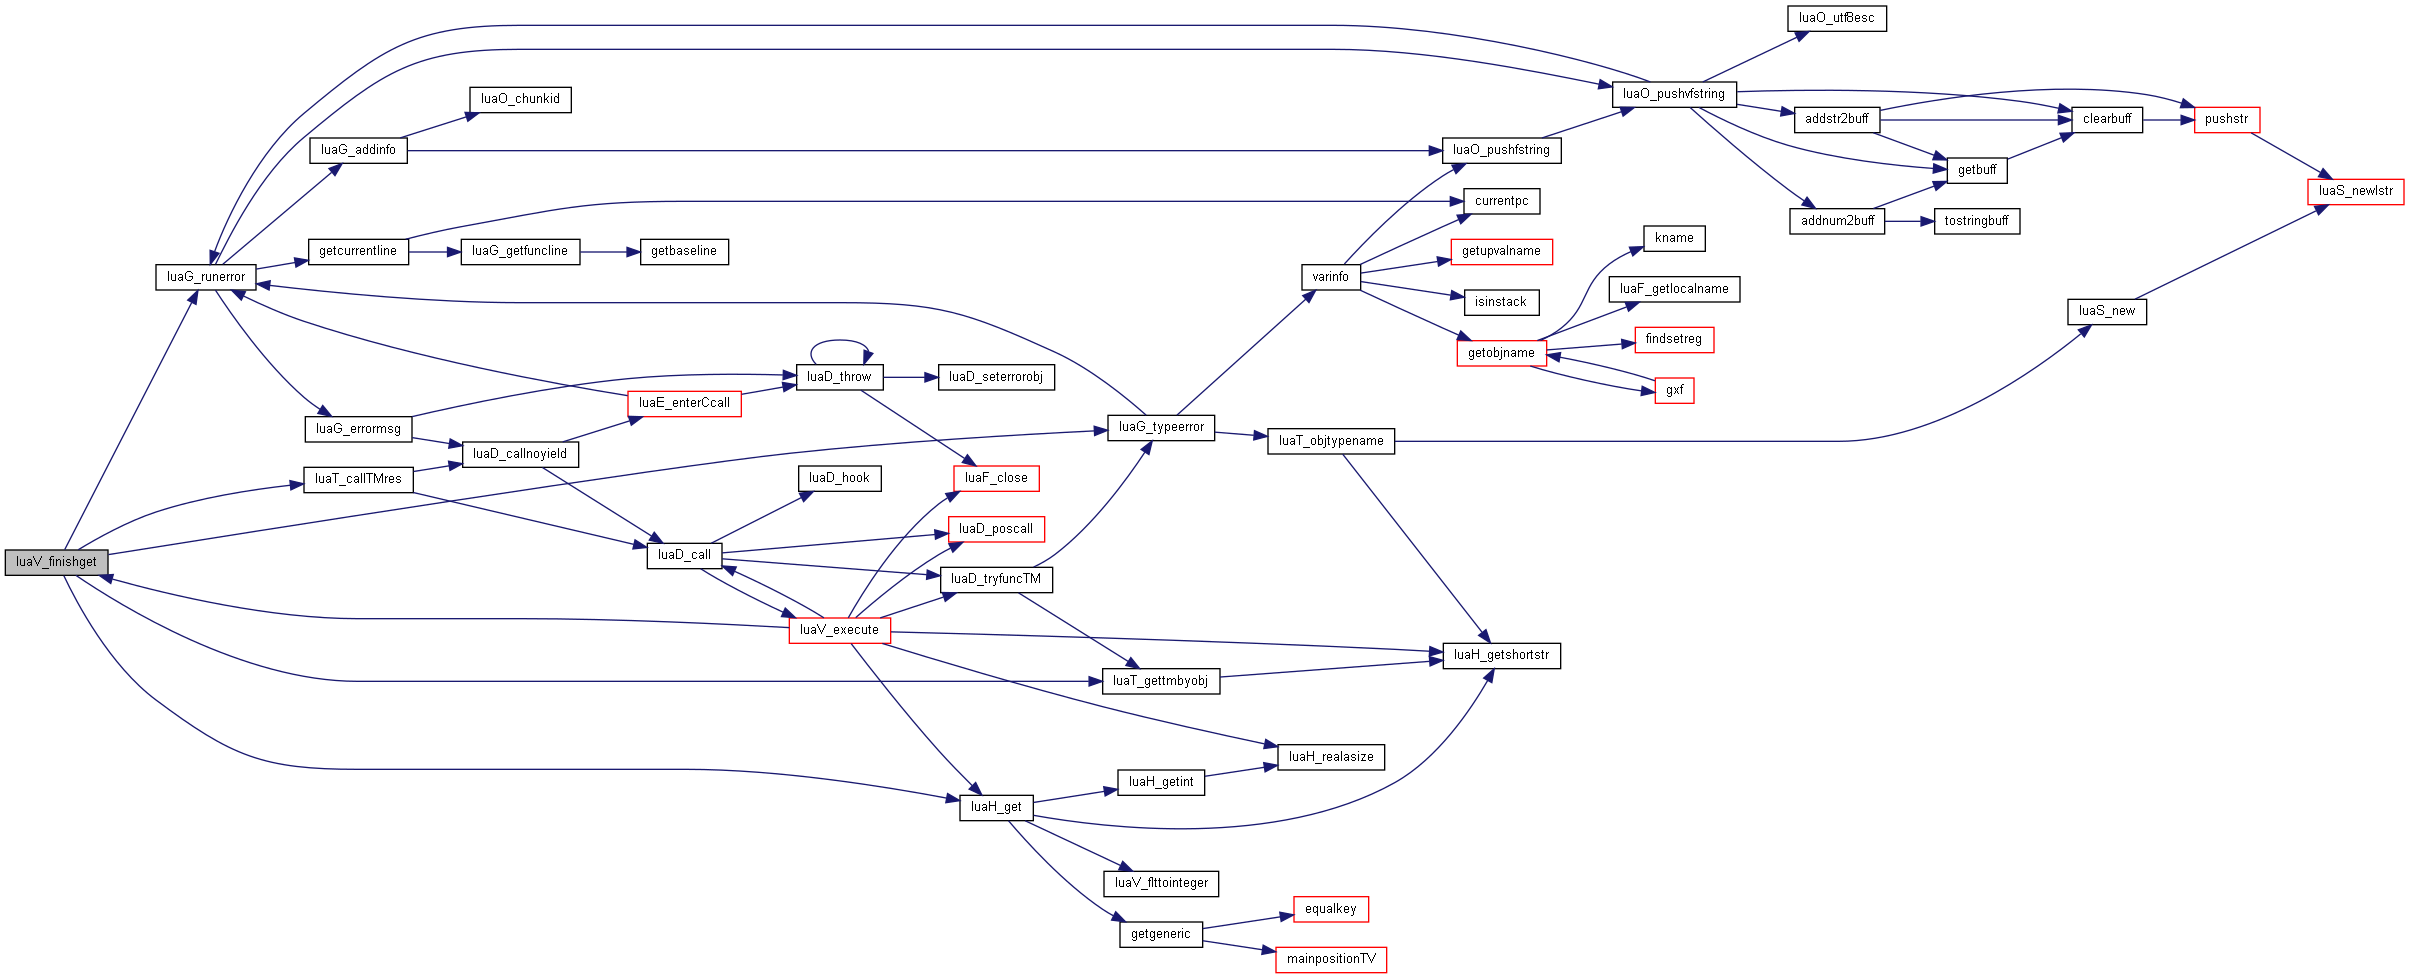 luaO_utf8esc
luaO_pushvfstring
luaO_chunkid
addstr2buff
clearbuff
pushstr
luaG_addinfo
luaO_pushfstring
getbuff
luaS_newlstr
currentpc
addnum2buff
tostringbuff
kname
getcurrentline
luaG_getfuncline
getbaseline
getupvalname
luaG_runerror
varinfo
luaF_getlocalname
isinstack
luaS_new
findsetreg
getobjname
luaD_throw
luaD_seterrorobj
gxf
luaE_enterCcall
luaG_errormsg
luaG_typeerror
luaT_objtypename
luaD_callnoyield
luaT_callTMres
luaD_hook
luaF_close
luaD_poscall
luaV_finishget
luaD_call
luaD_tryfuncTM
luaV_execute
luaH_getshortstr
luaT_gettmbyobj
luaH_realasize
luaH_getint
luaH_get
luaV_flttointeger
equalkey
getgeneric
mainpositionTV